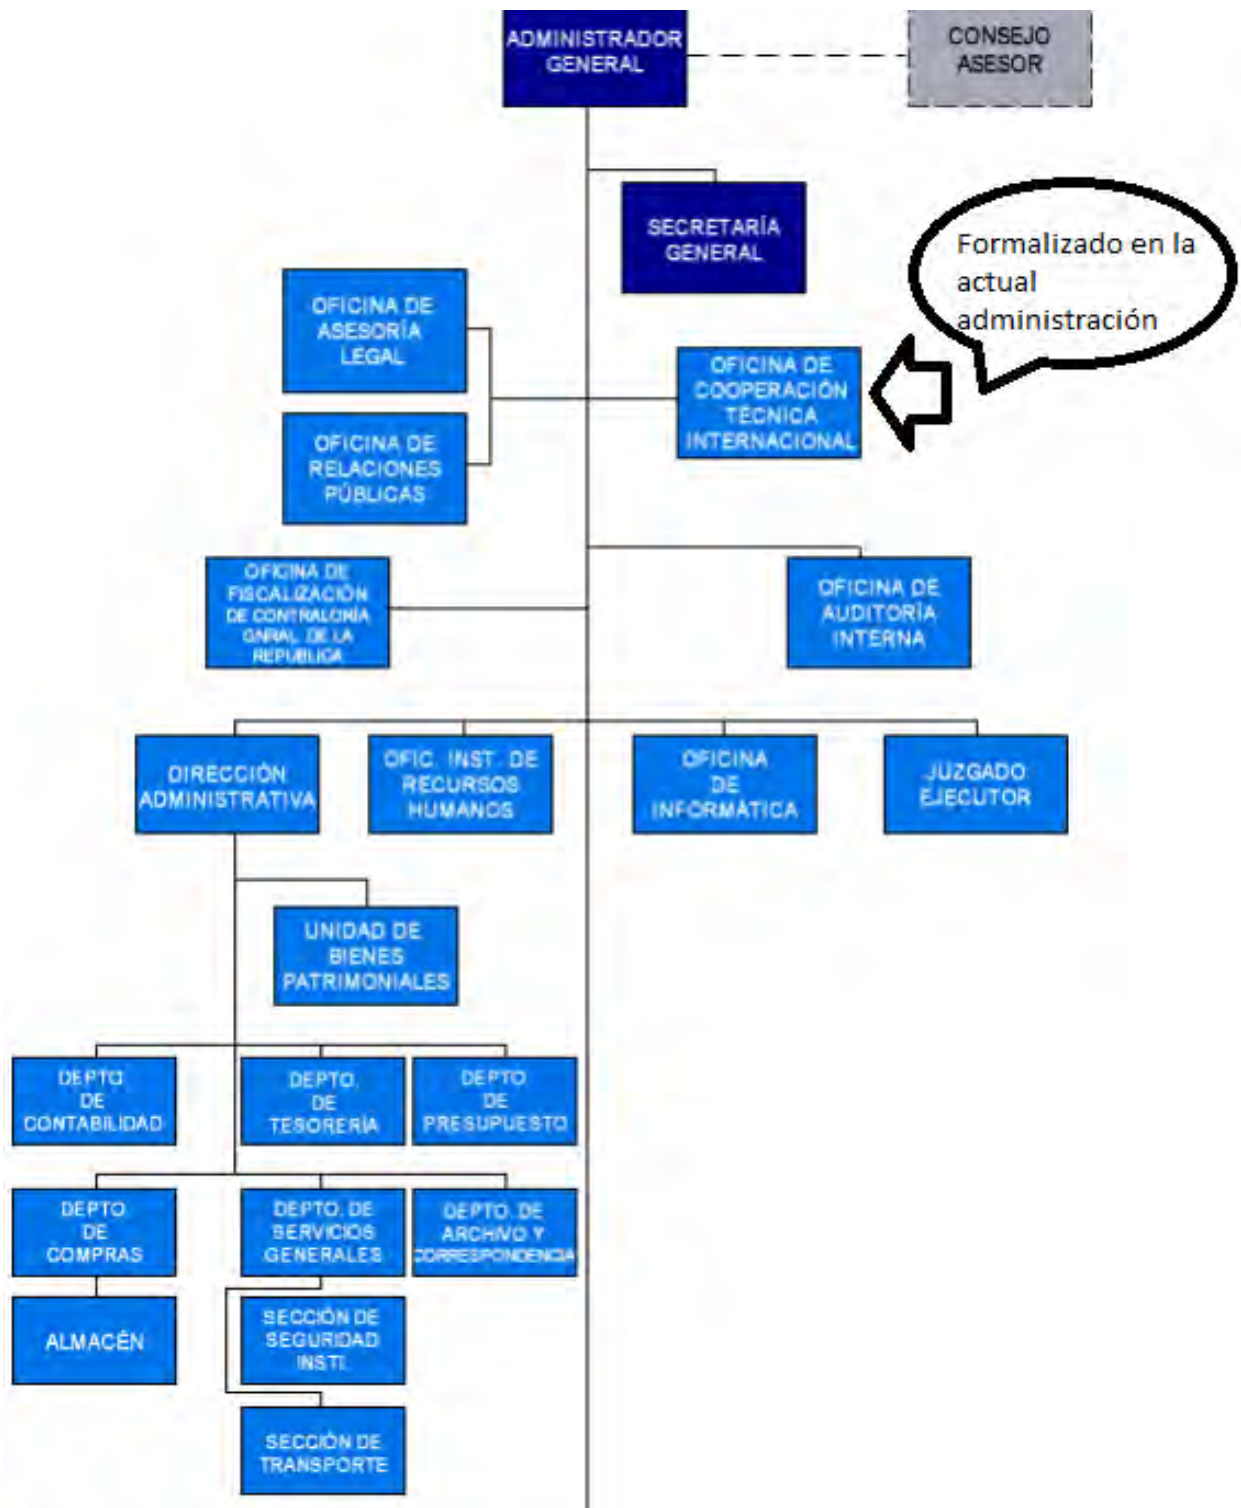 ADMINISTRADOR
GENERAL
CONSEJO
ASESOR
SECRETARÍA
GENERAL
Formalizado en la
actual
administración
OFICINA DE
ASESORÍA
LEGAL
OFICINA DE
COOPERACIÓN
TÉCNICA
INTERNACIONAL
OFICINA DE
RELACIONES
PÚBLICAS
OFICINA DE
FISCALIZACIÓN
DE CONTRALORÍA
GNRAL. DE LA
REPÚBLICA
OFICINA DE
AUDITORÍA
INTERNA
DIRECCIÓN
ADMINISTRATIVA
OFIC. INST. DE
RECURSOS
HUMANOS
OFICINA
DE
INFORMÁTICA
JUZGADO
EJECUTOR
UNIDAD DE
BIENES
PATRIMONIALES
DEPTO.
DE
CONTABILIDAD
DEPTO.
DE
TESORERÍA
DEPTO
DE
PRESUPUESTO
DEPTO.
DE
COMPRAS
DEPTO. DE
SERVICIOS
GENERALES
DEPTO. DE
ARCHIVO Y
CORRESPONDENCIA
ALMACÉN
SECCIÓN DE
SEGURIDAD
INSTI.
SECCIÓN DE
TRANSPORTE